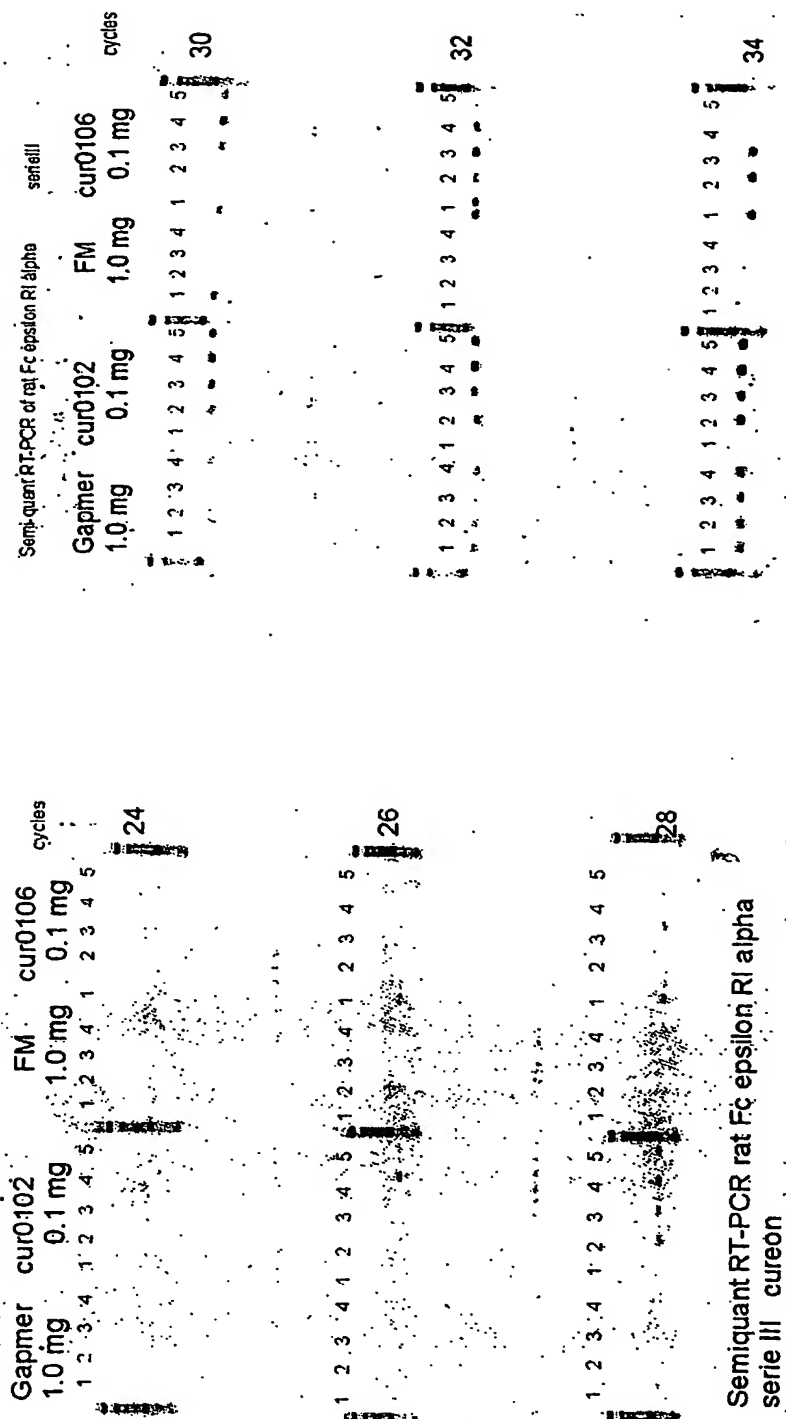 Gapmer cur0102 FM cur0106
1.0 mg 0.1 mg 1.0 mg 0.1 mg cycles
1 2 3 4 1 2 3 4 5 1 2 3 4 1 2 3 4 5
24
1 2 3 4 1 2 3 4 5 1 2 3 4 1 2 3 4 5
26
1 2 3 4 1 2 3 4 5 1 2 3 4 1 2 3 4 5
28
Semiquant RT-PCR rat Fc epsilon RI alpha
serie III cureon
Semiquant RT-PCR of rat Fc epsilon RI alpha serieIII
Gapmer cur0102 FM cur0106
1.0 mg 0.1 mg 1.0 mg 0.1 mg cycles
1 2 3 4 1 2 3 4 5 1 2 3 4 1 2 3 4 5
30
1 2 3 4 1 2 3 4 5 1 2 3 4 1 2 3 4 5
32
1 2 3 4 1 2 3 4 5 1 2 3 4 1 2 3 4 5
34